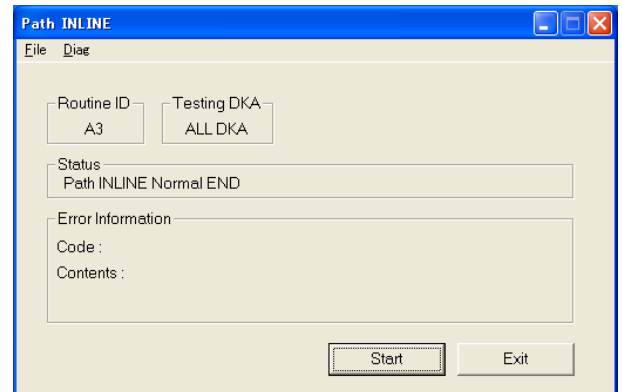 Path INLINE
File Diag
Routine ID Testing DKA
A3 ALL DKA
Status
Path INLINE Normal END
Error Information
Code :
Contents :
Start Exit